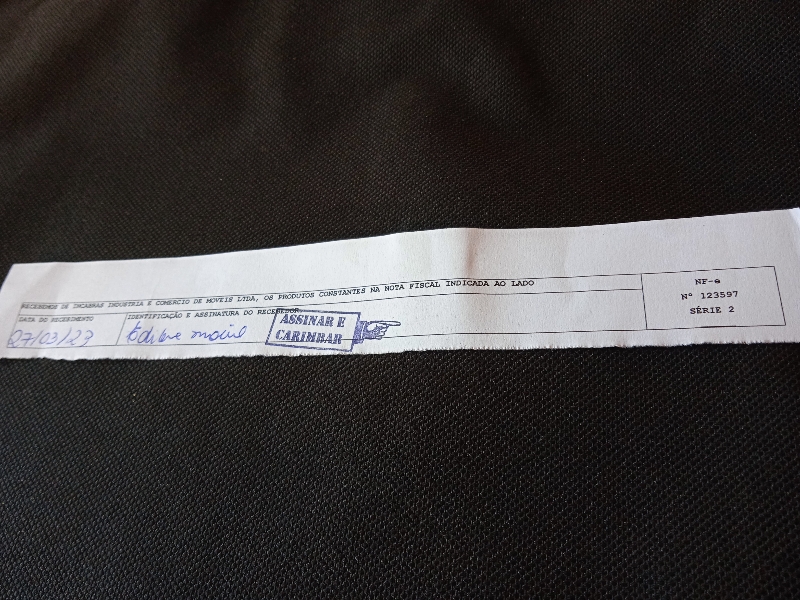 RECEBEMOS DE INCABRAS INDUSTRIA E COMERCIO DE MOVEIS LTDA, OS PRODUTOS CONSTANTES NA NOTA FISCAL INDICADA AO LADO
DATA DO RECEBIMENTO
27/03/23
IDENTIFICAÇÃO E ASSINATURA DO RECEBEDOR
ASSINAR E
CARIMBAR
NF-e
Nº 123597
SÉRIE 2